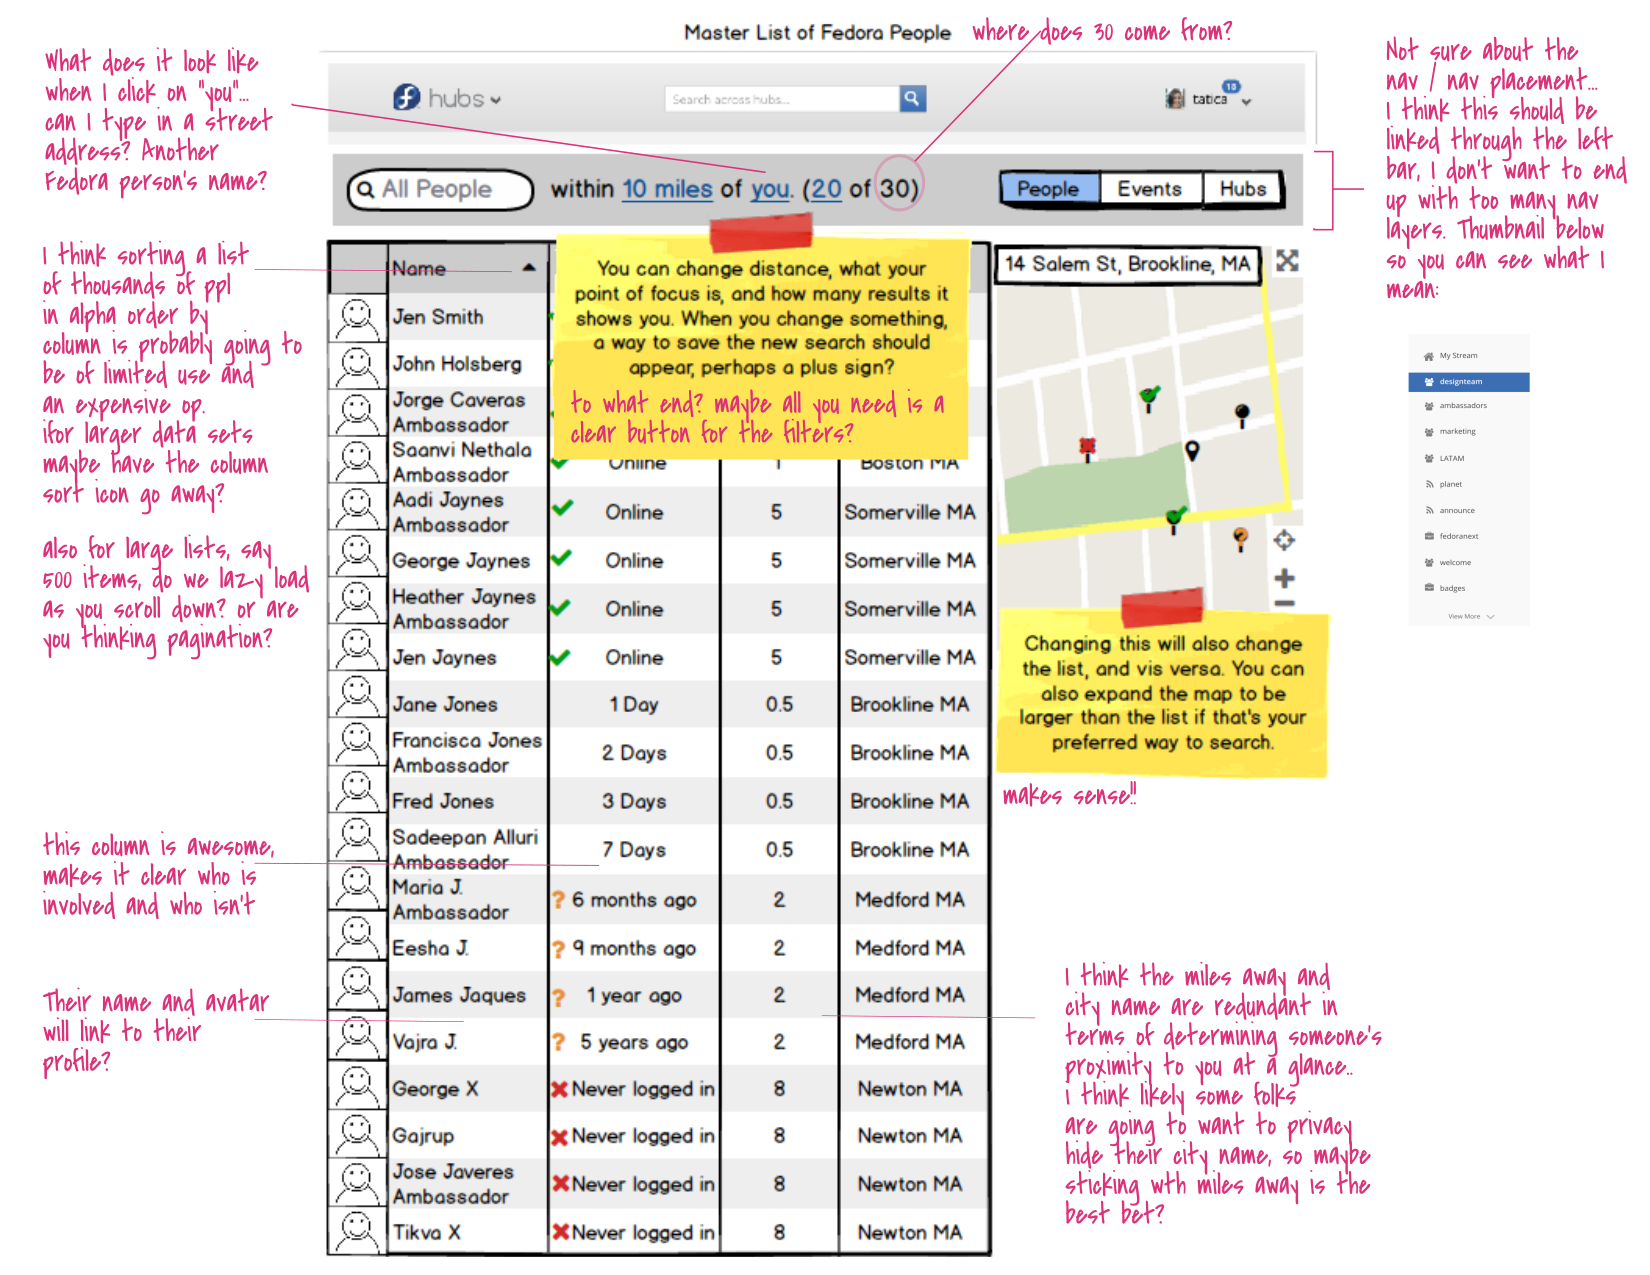 Master List of Fedora People
where does 30 come from?
What does it look like
when I click on "you"...
can I type in a street
address? Another
Fedora person's name?
hubs
Search across hubs...
18
tatica
All People
within 10 miles of you. (20 of 30)
People
Events
Hubs
Not sure about the
nav / nav placement...
I think this should be
linked through the left
bar, I don't want to end
up with too many nav
layers. Thumbnail below
so you can see what I
mean:
My Stream
designteam
ambassadors
marketing
LATAM
planet
announce
fedoranext
welcome
badges
View More
I think sorting a list
of thousands of ppl
in alpha order by
column is probably going to
be of limited use and
an expensive op.
ifor larger data sets
maybe have the column
sort icon go away?
also for large lists, say
500 items, do we lazy load
as you scroll down? or are
you thinking pagination?
Name
You can change distance, what your
point of focus is, and how many results it
shows you. When you change something,
a way to save the new search should
appear, perhaps a plus sign?
to what end? maybe all you need is a
clear button for the filters?
14 Salem St, Brookline, MA
Jen Smith
John Holsberg
Jorge Caveras
Ambassador
Saanvi Nethala
Ambassador
Online 1 Boston MA
Aadi Jaynes
Ambassador
Online 5 Somerville MA
George Jaynes Online 5 Somerville MA
Heather Jaynes
Ambassador
Online 5 Somerville MA
Jen Jaynes Online 5 Somerville MA
Jane Jones 1 Day 0.5 Brookline MA
Francisca Jones
Ambassador
2 Days 0.5 Brookline MA
Fred Jones 3 Days 0.5 Brookline MA
Sadeepan Alluri
Ambassador
7 Days 0.5 Brookline MA
Maria J.
Ambassador
? 6 months ago 2 Medford MA
Eesha J. ? 9 months ago 2 Medford MA
James Jaques ? 1 year ago 2 Medford MA
Vajra J. ? 5 years ago 2 Medford MA
George X Never logged in 8 Newton MA
Gajrup Never logged in 8 Newton MA
Jose Javeres
Ambassador
Never logged in 8 Newton MA
Tikva X Never logged in 8 Newton MA
Changing this will also change
the list, and vis versa. You can
also expand the map to be
larger than the list if that's your
preferred way to search.
makes sense!!
this column is awesome,
makes it clear who is
involved and who isn't
Their name and avatar
will link to their
profile?
I think the miles away and
city name are redundant in
terms of determining someone's
proximity to you at a glance..
I think likely some folks
are going to want to privacy
hide their city name, so maybe
sticking wth miles away is the
best bet?